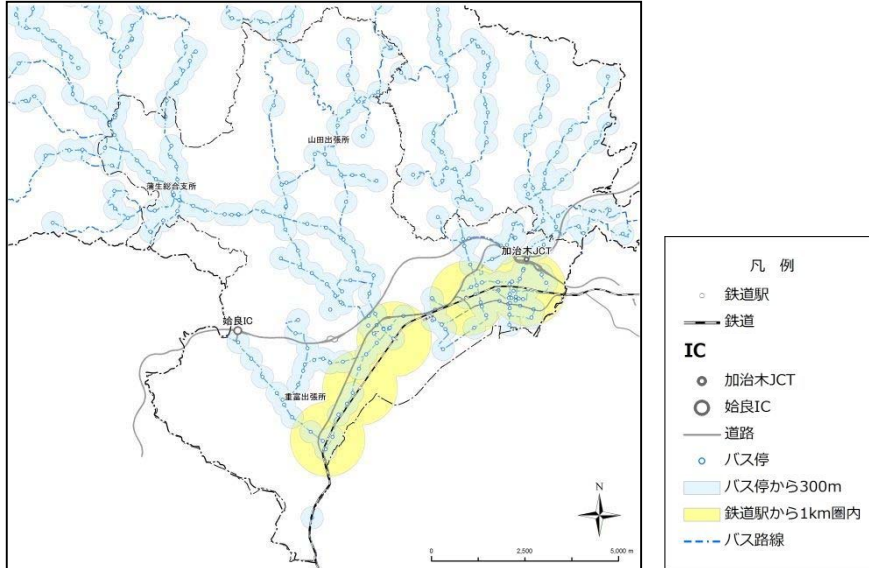 山田出張所
蒲生総合支所
加治木JCT
姶良IC
重富出張所
N
0 2,500 5,000 m
凡 例
鉄道駅
鉄道
IC
加治木JCT
姶良IC
道路
バス停
バス停から300m
鉄道駅から1km圏内
バス路線